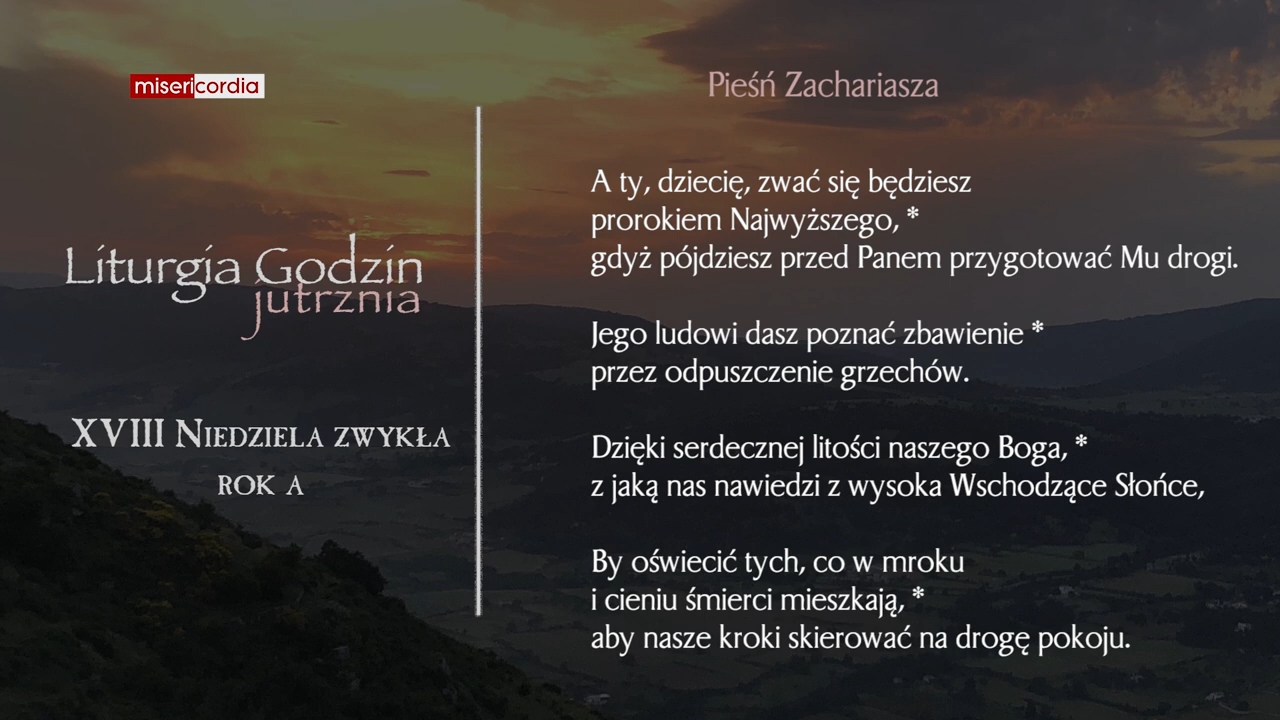 misericordia
Liturgia Godzin
jutrznia
XVIII Niedziela zwykła
rok A
Pieśń Zachariasza
A ty, dziecię, zwać się będziesz
prorokiem Najwyższego, *
gdyż pójdziesz przed Panem przygotować Mu drogi.
Jego ludowi dasz poznać zbawienie *
przez odpuszczenie grzechów.
Dzięki serdecznej litości naszego Boga, *
z jaką nas nawiedzi z wysoka Wschodzące Słońce,
By oświecić tych, co w mroku
i cieniu śmierci mieszkają, *
aby nasze kroki skierować na drogę pokoju.